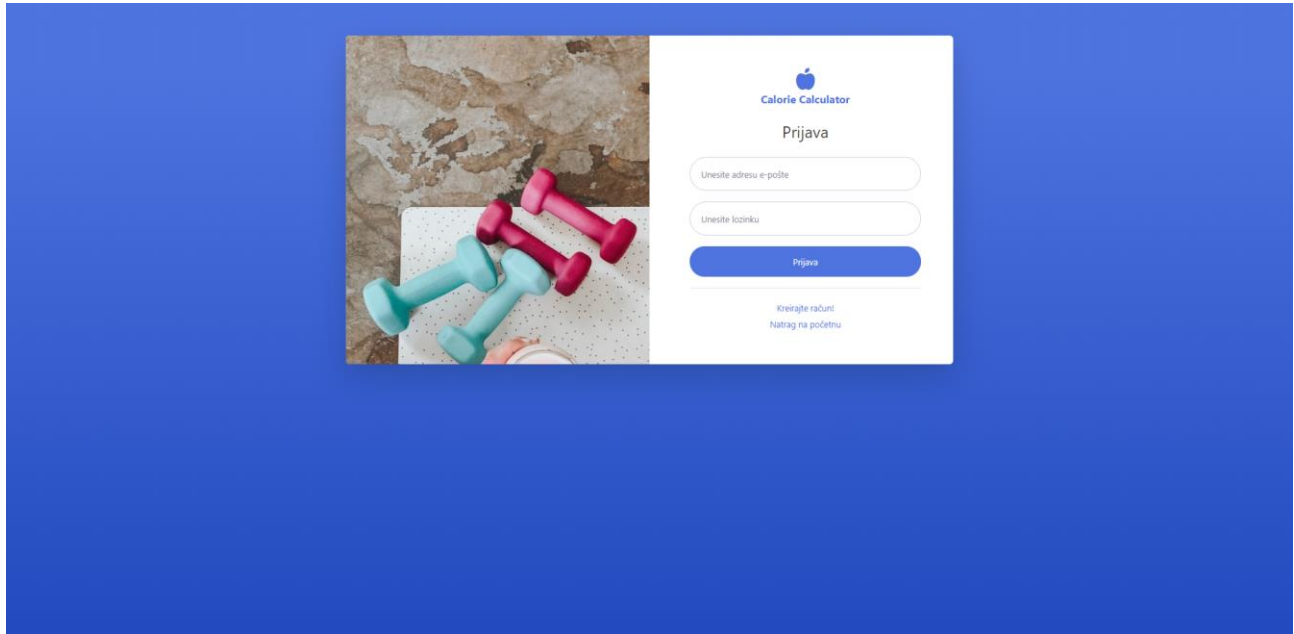 Calorie Calculator
Prijava
Unesite adresu e-pošte
Unesite lozinku
Prijava
Kreirajte račun!
Natrag na početnu